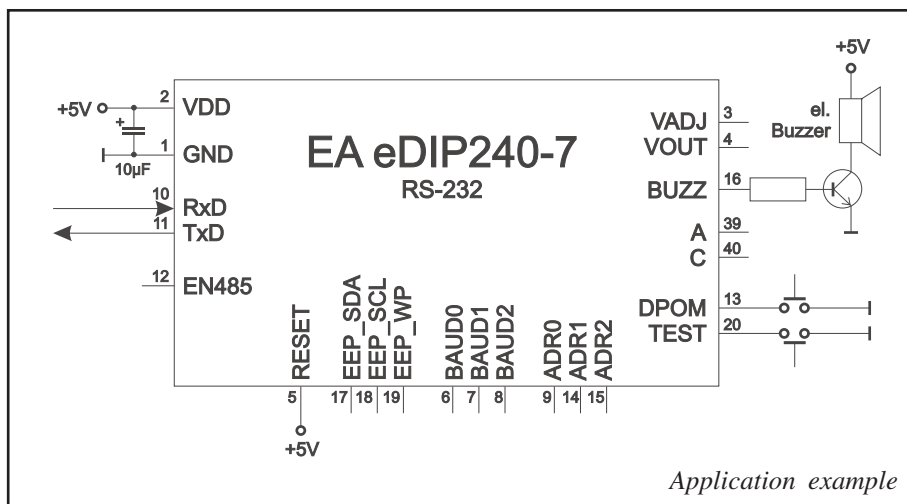 +5V
2
VDD
+5V
+
1
GND
10µF
10
RxD
11
TxD
12
EN485
EA eDIP240-7
RS-232
VADJ
3
VOUT
4
BUZZ
16
el.
Buzzer
A
39
C
40
DPOM
13
TEST
20
RESET
EEP_SDA
EEP_SCL
EEP_WP
BAUD0
BAUD1
BAUD2
ADR0
ADR1
ADR2
5
17
18
19
6
7
8
9
14
15
+5V
Application example